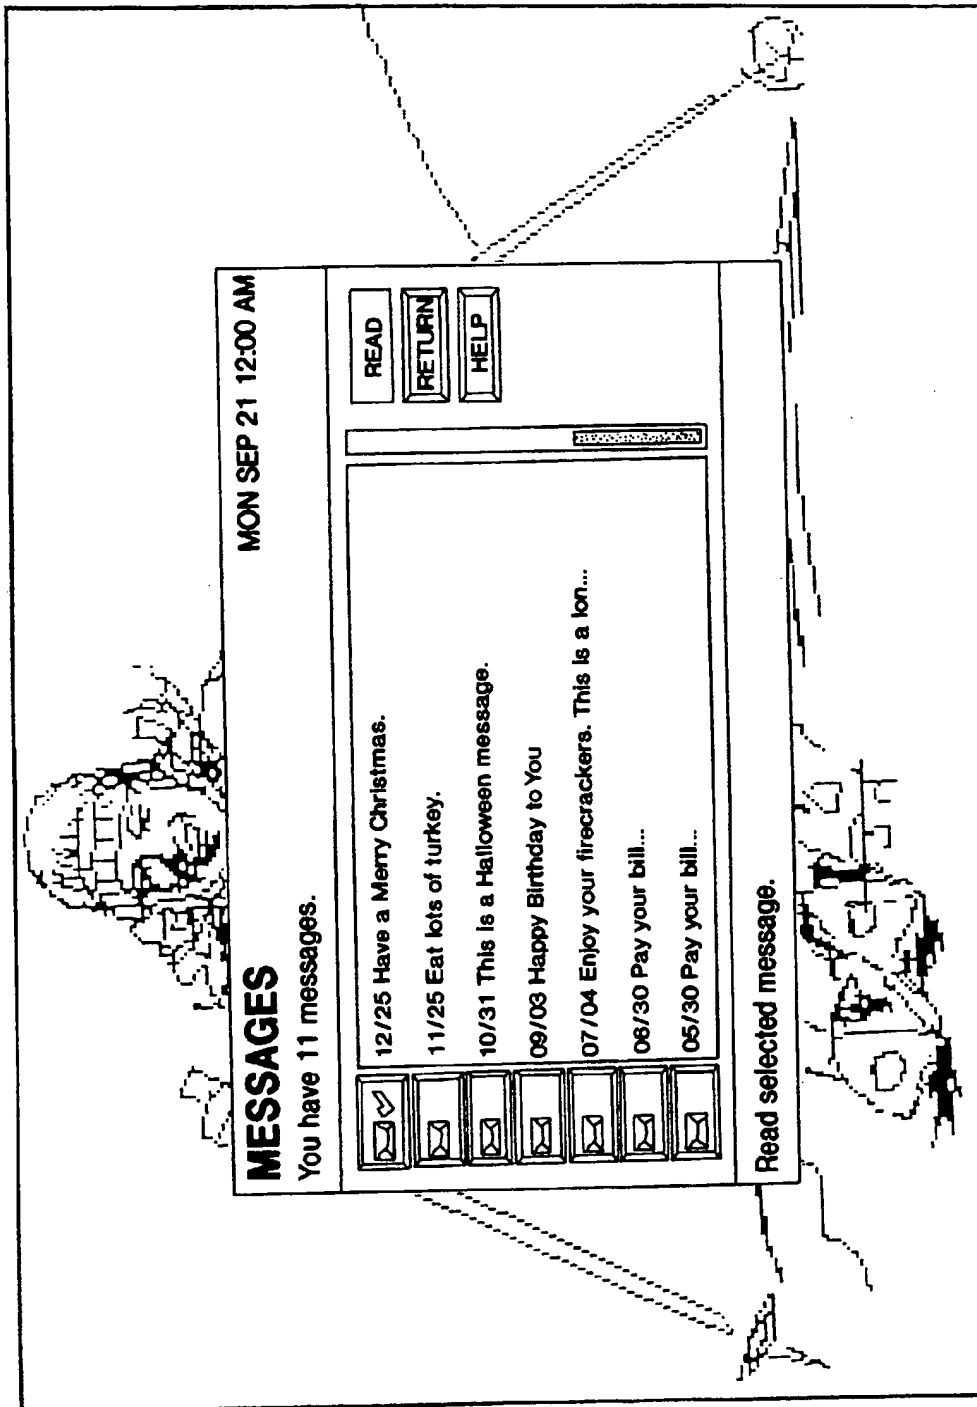 MESSAGES
MON SEP 21 12:00 AM
You have 11 messages.
12/25 Have a Merry Christmas.
11/25 Eat lots of turkey.
10/31 This is a Halloween message.
09/03 Happy Birthday to You
07/04 Enjoy your firecrackers. This is a lon...
06/30 Pay your bill...
05/30 Pay your bill...
READ
RETURN
HELP
Read selected message.